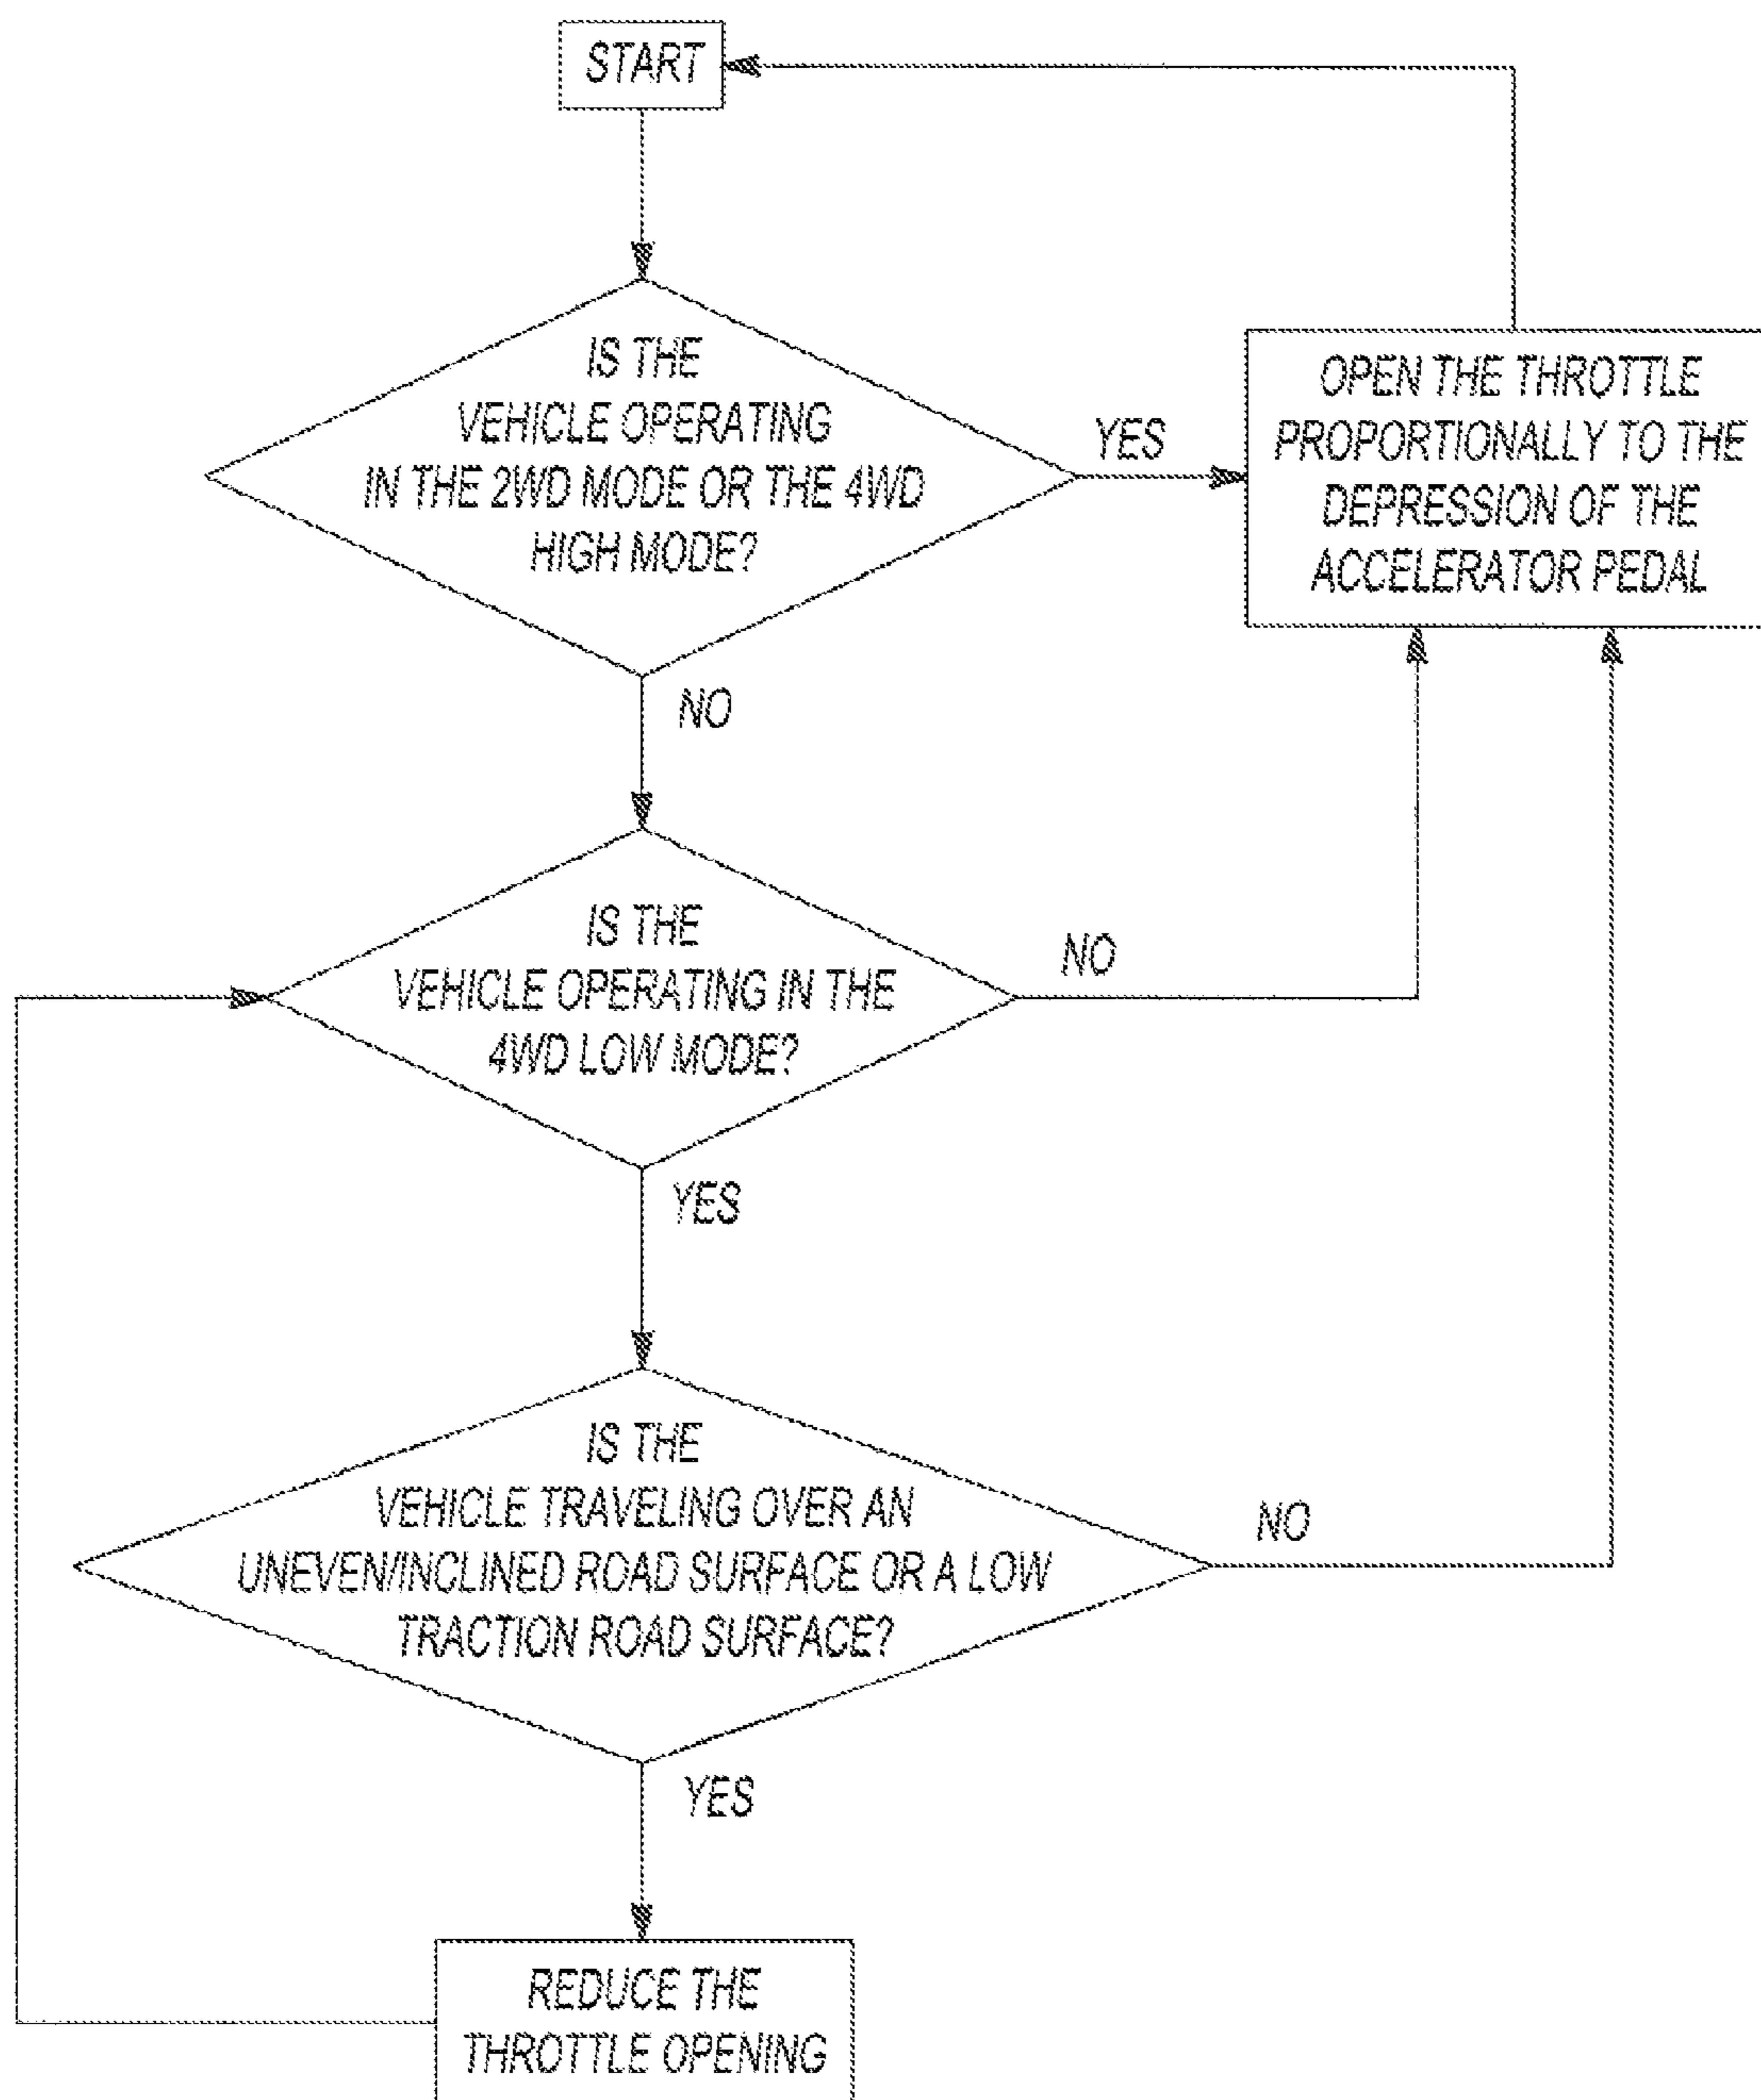 START
IS THE
VEHICLE OPERATING
IN THE 2WD MODE OR THE 4WD
HIGH MODE?
YES
OPEN THE THROTTLE
PROPORTIONALLY TO THE
DEPRESSION OF THE
ACCELERATOR PEDAL
NO
IS THE
VEHICLE OPERATING IN THE
4WD LOW MODE?
NO
YES
IS THE
VEHICLE TRAVELING OVER AN
UNEVEN/INCLINED ROAD SURFACE OR A LOW
TRACTION ROAD SURFACE?
NO
YES
REDUCE THE
THROTTLE OPENING